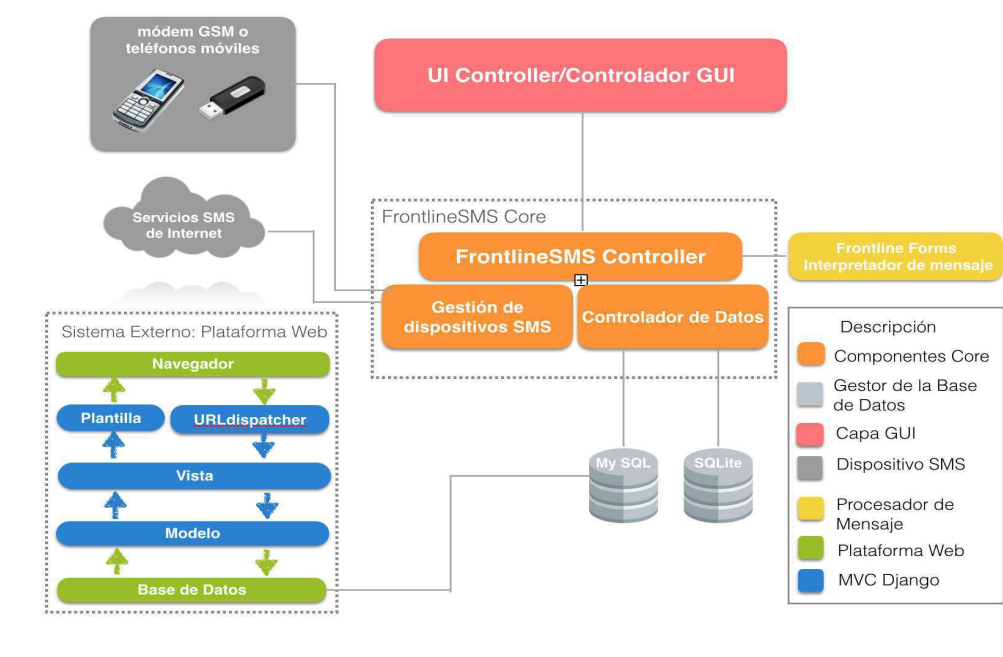 módem GSM o
teléfonos móviles
UI Controller/Controlador GUI
Servicios SMS
de Internet
FrontlineSMS Core
FrontlineSMS Controller
Frontline Forms
Interpretador de mensaje
Gestión de
dispositivos SMS
Controlador de Datos
Sistema Externo: Plataforma Web
Navegador
Plantilla
URLdispatcher
Vista
Modelo
Base de Datos
My SQL
SQLite
Descripción
Componentes Core
Gestor de la Base
de Datos
Capa GUI
Dispositivo SMS
Procesador de
Mensaje
Plataforma Web
MVC Django